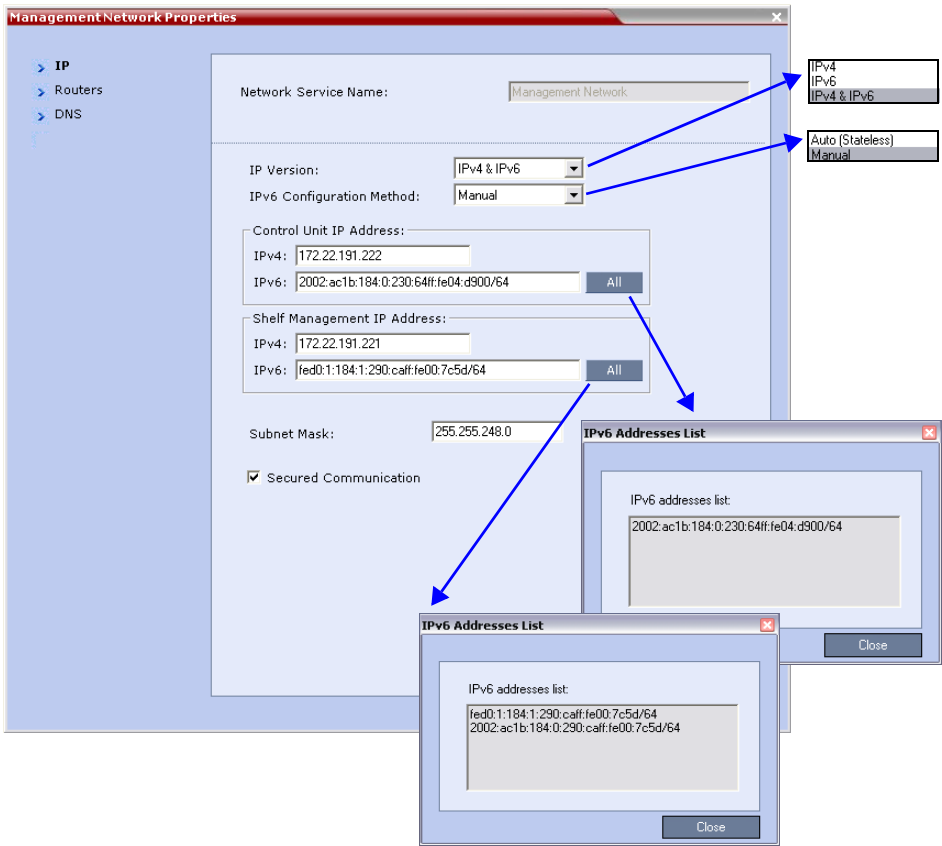 Management Network Properties
IP
Routers
DNS
Network Service Name: Management Network
IP Version: IPv4 & IPv6
IPv6 Configuration Method: Manual
Control Unit IP Address:
IPv4: 172.22.191.222
IPv6: 2002:ac1b:184:0:230:64ff:fe04:d900/64 All
Shelf Management IP Address:
IPv4: 172.22.191.221
IPv6: fed0:1:184:1:290:caff:fe00:7c5d/64 All
Subnet Mask: 255.255.248.0
Secured Communication
IPv4
IPv6
IPv4 & IPv6
Auto (Stateless)
Manual
IPv6 Addresses List
IPv6 addresses list:
2002:ac1b:184:0:230:64ff:fe04:d900/64
Close
IPv6 Addresses List
IPv6 addresses list:
fed0:1:184:1:290:caff:fe00:7c5d/64
2002:ac1b:184:0:290:caff:fe00:7c5d/64
Close